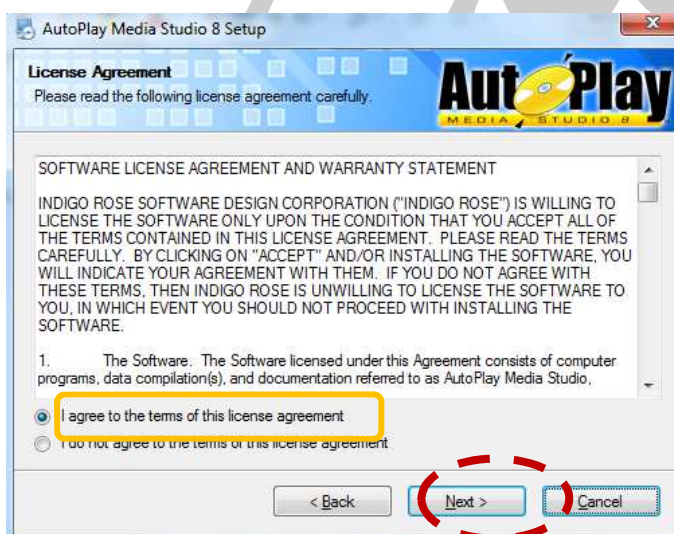 AutoPlay Media Studio 8 Setup
License Agreement
Please read the following license agreement carefully.
AutoPlay
MEDIA STUDIO 8
SOFTWARE LICENSE AGREEMENT AND WARRANTY STATEMENT
INDIGO ROSE SOFTWARE DESIGN CORPORATION ("INDIGO ROSE") IS WILLING TO
LICENSE THE SOFTWARE ONLY UPON THE CONDITION THAT YOU ACCEPT ALL OF
THE TERMS CONTAINED IN THIS LICENSE AGREEMENT. PLEASE READ THE TERMS
CAREFULLY. BY CLICKING ON "ACCEPT" AND/OR INSTALLING THE SOFTWARE, YOU
WILL INDICATE YOUR AGREEMENT WITH THEM. IF YOU DO NOT AGREE WITH
THESE TERMS, THEN INDIGO ROSE IS UNWILLING TO LICENSE THE SOFTWARE TO
YOU, IN WHICH EVENT YOU SHOULD NOT PROCEED WITH INSTALLING THE
SOFTWARE.
1. The Software. The Software licensed under this Agreement consists of computer
programs, data compilation(s), and documentation referred to as AutoPlay Media Studio,
I agree to the terms of this license agreement
I do not agree to the terms of this license agreement
< Back
Next >
Cancel